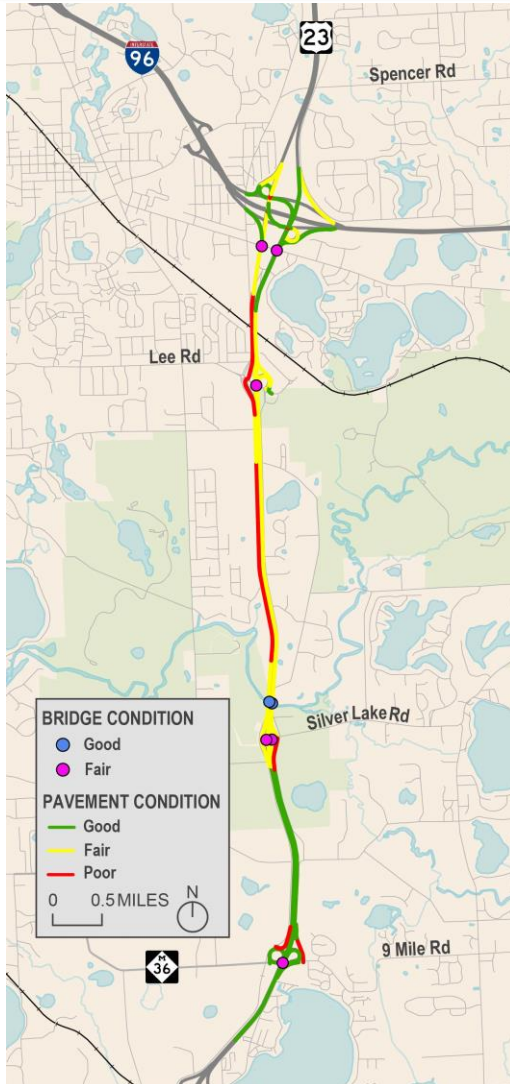 INTERSTATE
96
23
Spencer Rd
Lee Rd
Silver Lake Rd
BRIDGE CONDITION
Good
Fair
PAVEMENT CONDITION
Good
Fair
Poor
0 0.5 MILES N
M
36
9 Mile Rd